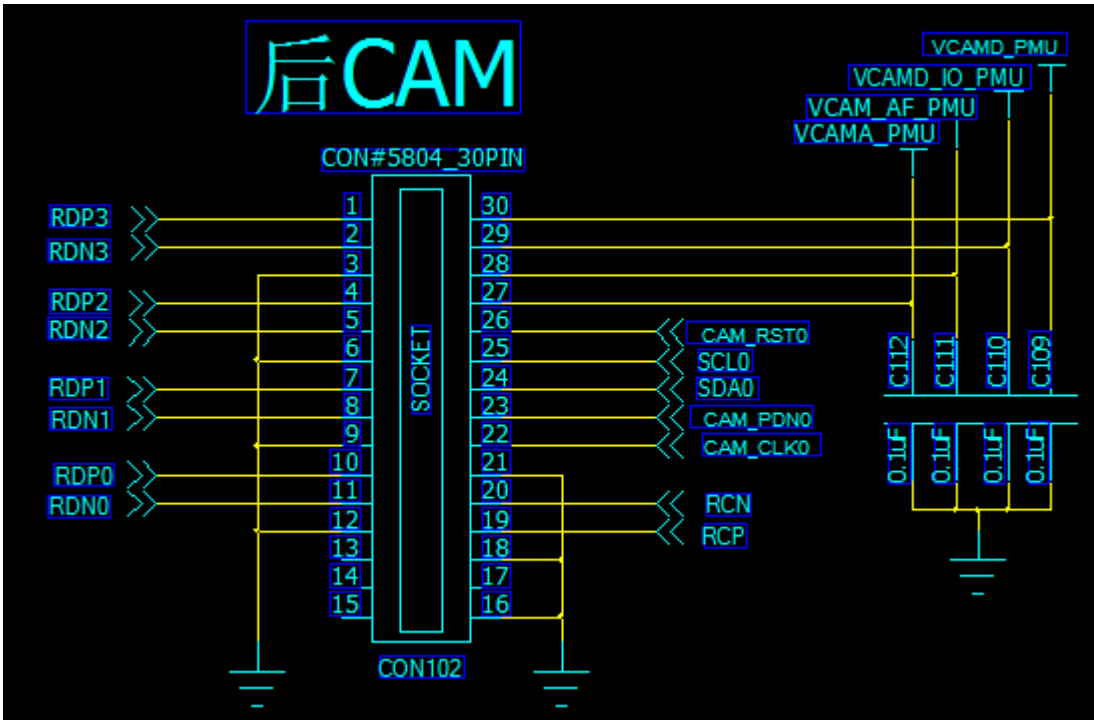 后CAM
VCAMD_PMU
VCAMD_IO_PMU
VCAM_AF_PMU
VCAMA_PMU
CON#5804_30PIN
RDP3 1 30
RDN3 2 29
3 28
RDP2 4 27
RDN2 5 26 CAM_RST0
6 25 SCL0
RDP1 7 24 SDA0
RDN1 8 23 CAM_PDN0
9 22 CAM_CLK0
RDP0 10 21
RDN0 11 20 RCN
12 19 RCP
13 18
14 17
15 16
SOCKET
C112 C111 C110 C109
0.1uF 0.1uF 0.1uF 0.1uF
CON102